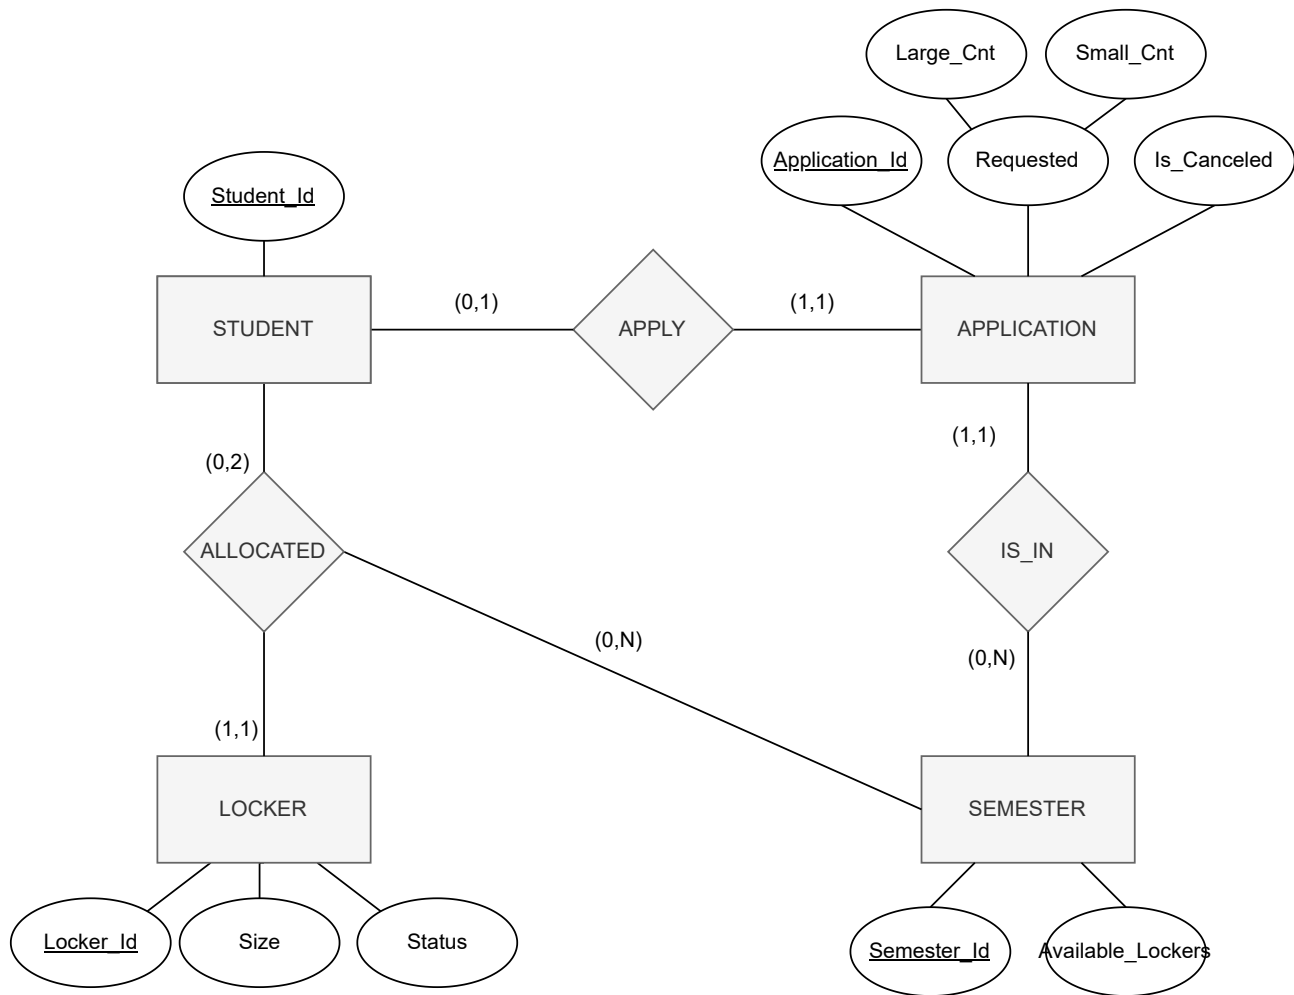 Large_Cnt
Small_Cnt
Application_Id
Requested
Is_Canceled
Student_Id
STUDENT
(0,1)
APPLY
(1,1)
APPLICATION
(0,2)
(1,1)
ALLOCATED
IS_IN
(0,N)
(0,N)
(1,1)
LOCKER
SEMESTER
Locker_Id
Size
Status
Semester_Id
Available_Lockers